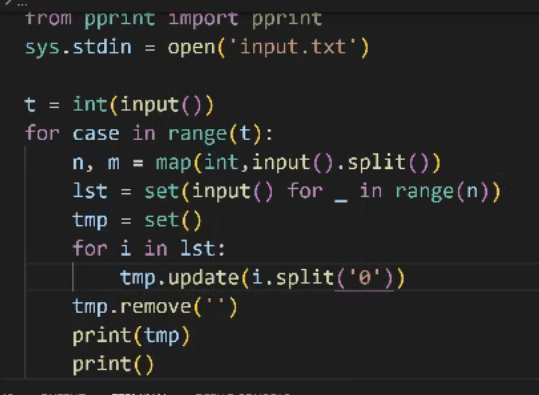 from pprint import pprint
sys.stdin = open('input.txt')
t = int(input())
for case in range(t):
    n, m = map(int,input().split())
    lst = set(input() for _ in range(n))
    tmp = set()
    for i in lst:
        tmp.update(i.split('0'))
    tmp.remove('')
    print(tmp)
    print()